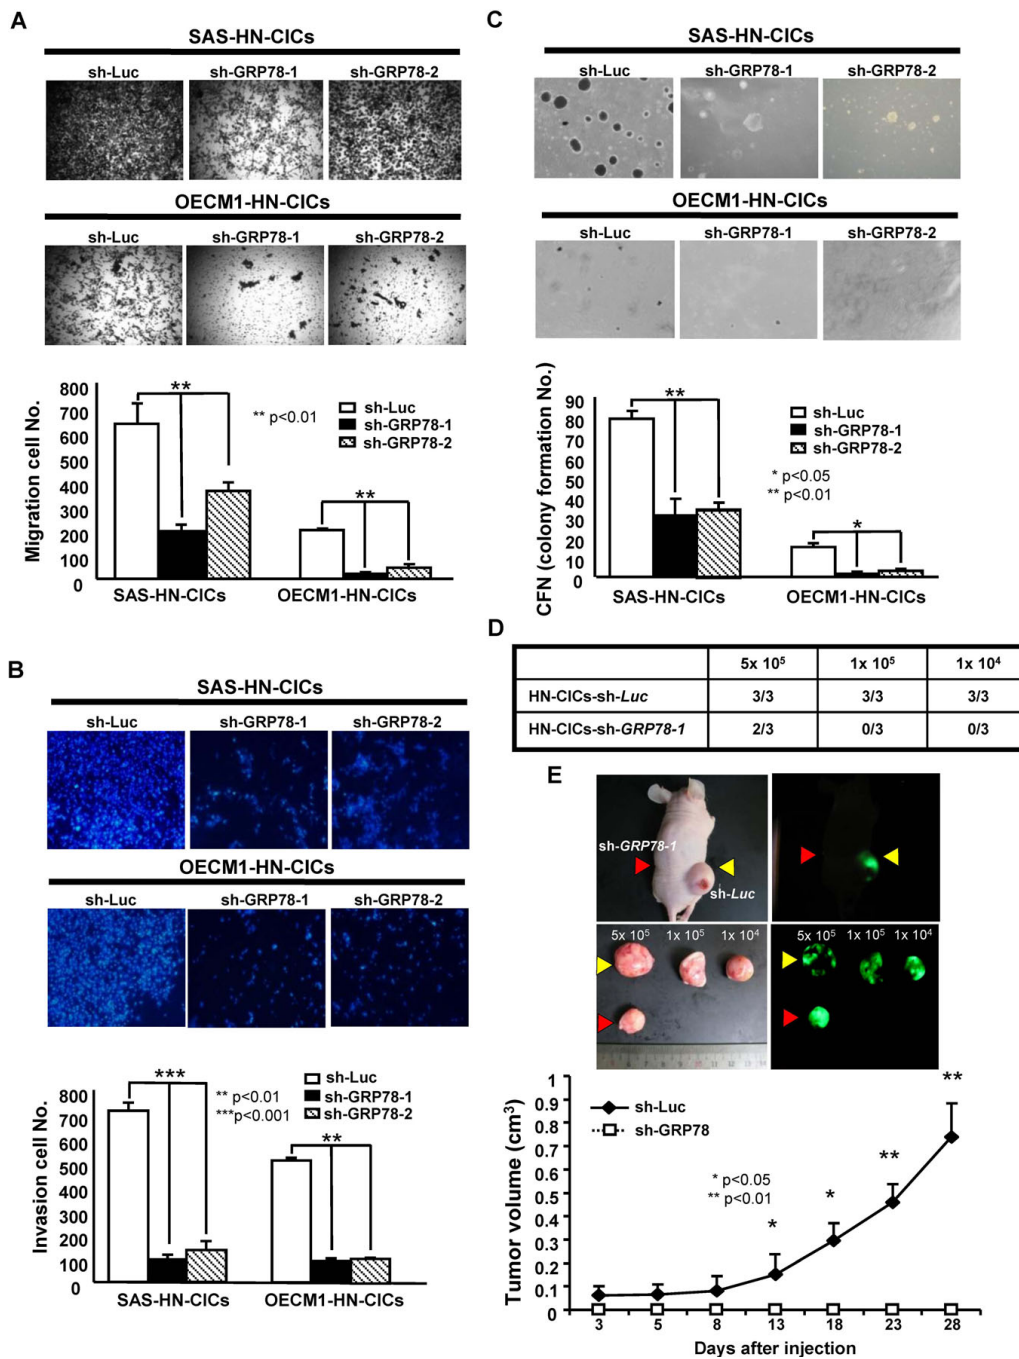 A
SAS-HN-CICs
sh-Luc sh-GRP78-1 sh-GRP78-2
OECM1-HN-CICs
sh-Luc sh-GRP78-1 sh-GRP78-2
Migration cell No.
800
700
600
500
400
300
200
100
0
**
**
** p<0.01
sh-Luc
sh-GRP78-1
sh-GRP78-2
SAS-HN-CICs OECM1-HN-CICs
B
SAS-HN-CICs
sh-Luc sh-GRP78-1 sh-GRP78-2
OECM1-HN-CICs
sh-Luc sh-GRP78-1 sh-GRP78-2
Invasion cell No.
800
700
600
500
400
300
200
100
0
***
**
** p<0.01
***p<0.001
sh-Luc
sh-GRP78-1
sh-GRP78-2
SAS-HN-CICs OECM1-HN-CICs
C
SAS-HN-CICs
sh-Luc sh-GRP78-1 sh-GRP78-2
OECM1-HN-CICs
sh-Luc sh-GRP78-1 sh-GRP78-2
CFN (colony formation No.)
90
80
70
60
50
40
30
20
10
0
**
*
sh-Luc
sh-GRP78-1
sh-GRP78-2
* p<0.05
** p<0.01
SAS-HN-CICs OECM1-HN-CICs
D
5x 10⁵ 1x 10⁵ 1x 10⁴
HN-CICs-sh-Luc 3/3 3/3 3/3
HN-CICs-sh-GRP78-1 2/3 0/3 0/3
E
sh-GRP78-1
sh-Luc
5x 10⁵ 1x 10⁵ 1x 10⁴
5x 10⁵ 1x 10⁵ 1x 10⁴
Tumor volume (cm³)
1
0.9
0.8
0.7
0.6
0.5
0.4
0.3
0.2
0.1
sh-Luc
sh-GRP78
* p<0.05
** p<0.01
* * ** **
3 5 8 13 18 23 28
Days after injection